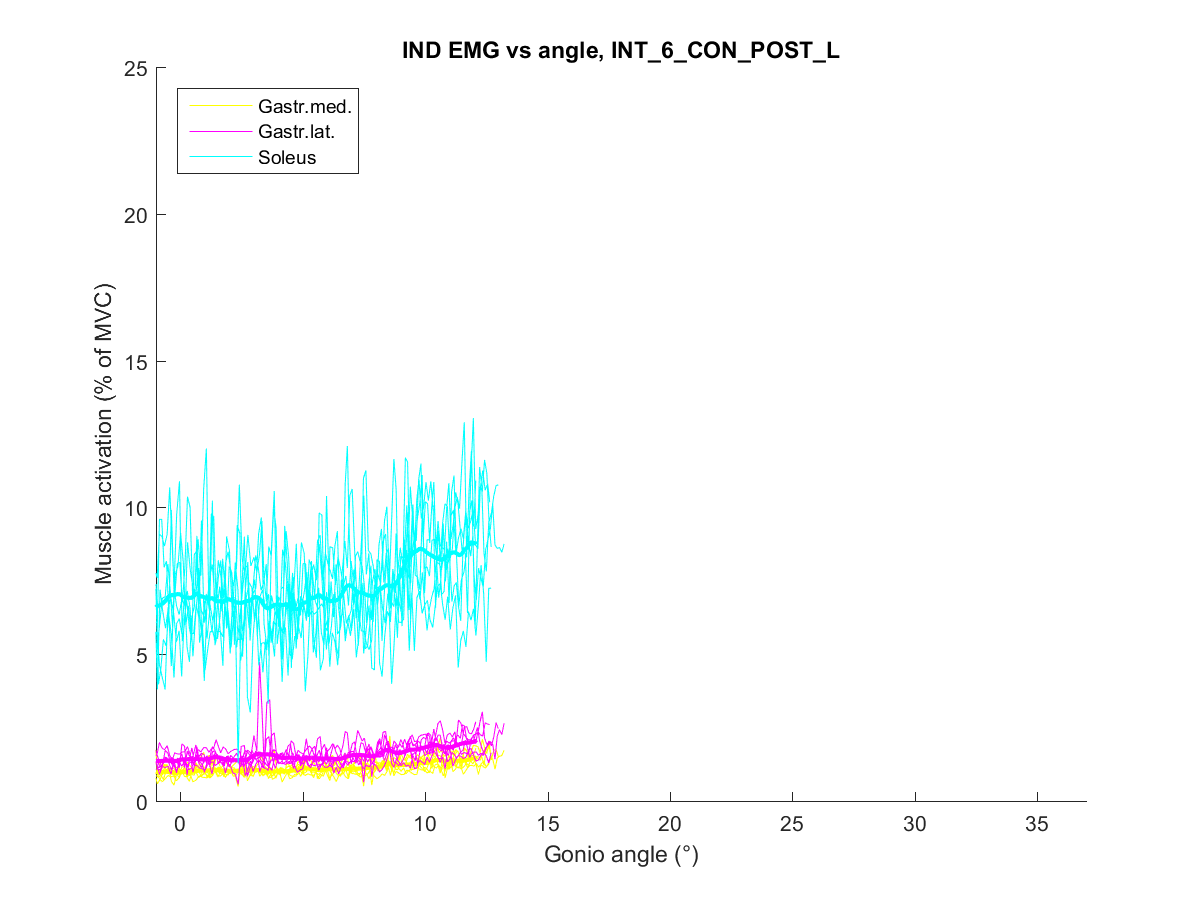 IND EMG vs angle, INT_6_CON_POST_L
25
Gastr.med.
Gastr.lat.
Soleus
20
15
10
5
0
Muscle activation (% of MVC)
0 5 10 15 20 25 30 35
Gonio angle (°)